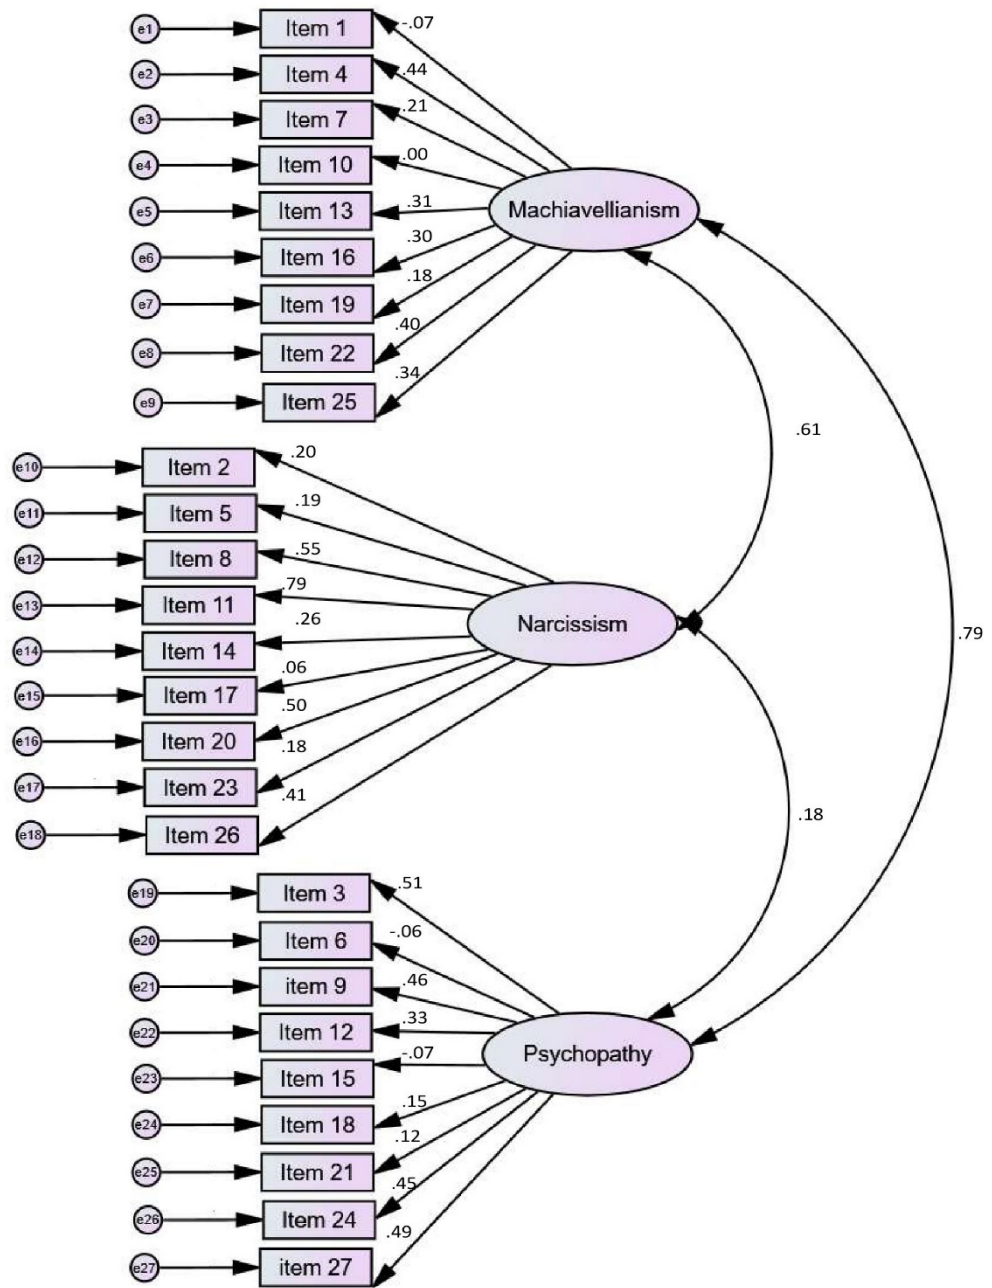 e1 Item 1 -.07
e2 Item 4 .44
e3 Item 7 .21
e4 Item 10 .00
e5 Item 13 .31
e6 Item 16 .30
e7 Item 19 .18
e8 Item 22 .40
e9 Item 25 .34
Machiavellianism
.61
e10 Item 2 .20
e11 Item 5 .19
e12 Item 8 .55
e13 Item 11 .79
e14 Item 14 .26
e15 Item 17 .06
e16 Item 20 .50
e17 Item 23 .18
e18 Item 26 .41
Narcissism
.79
.18
e19 Item 3 .51
e20 Item 6 -.06
e21 item 9 .46
e22 Item 12 .33
e23 Item 15 -.07
e24 Item 18 .15
e25 Item 21 .12
e26 Item 24 .45
e27 item 27 .49
Psychopathy